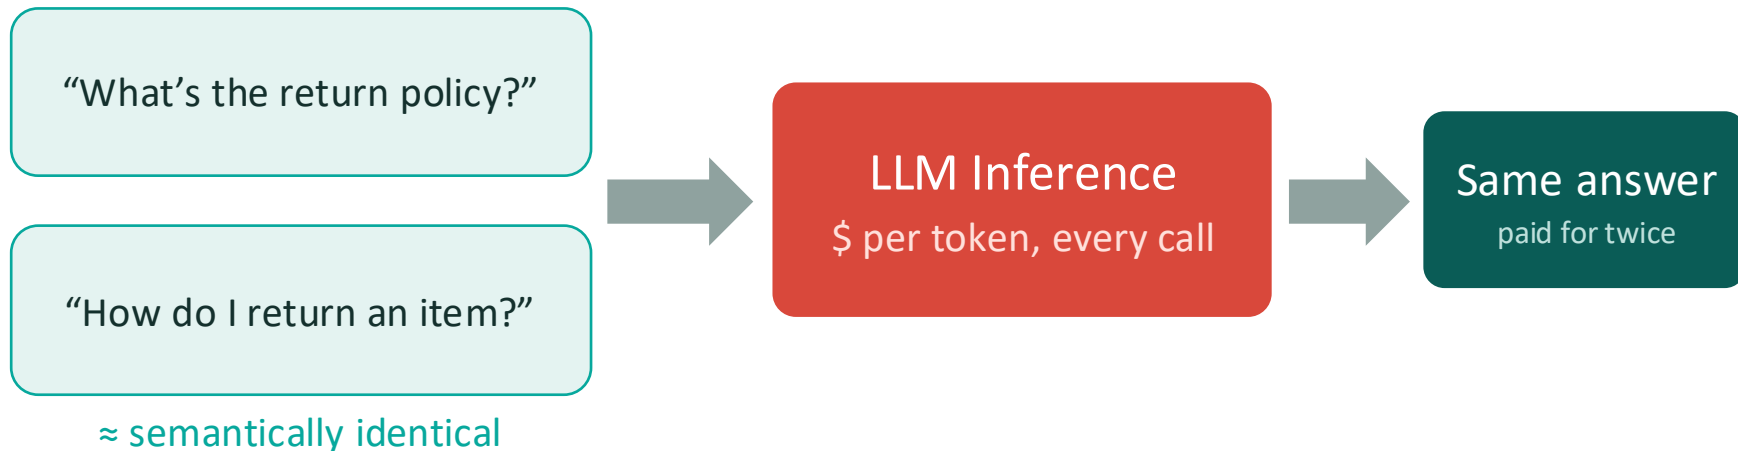 “What’s the return policy?”
“How do I return an item?”
≈ semantically identical
LLM Inference
$ per token, every call
Same answer
paid for twice